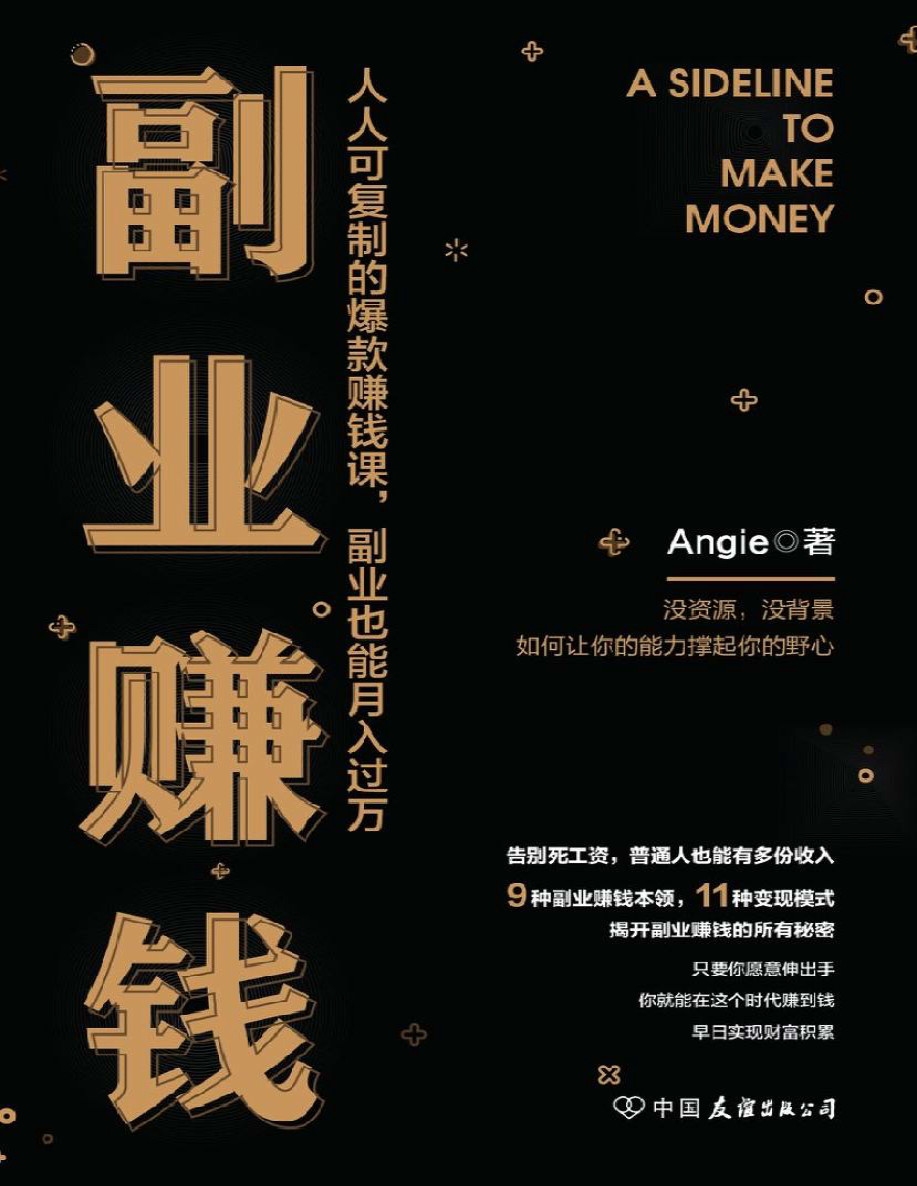 副业赚钱
人人可复制的爆款赚钱课，副业也能月入过万
A SIDELINE
TO
MAKE
MONEY
Angie◎著
没资源，没背景
如何让你的能力撑起你的野心
告别死工资，普通人也能有多份收入
9种副业赚钱本领，11种变现模式
揭开副业赚钱的所有秘密
只要你愿意伸出手
你就能在这个时代赚到钱
早日实现财富积累
中国友谊出版公司